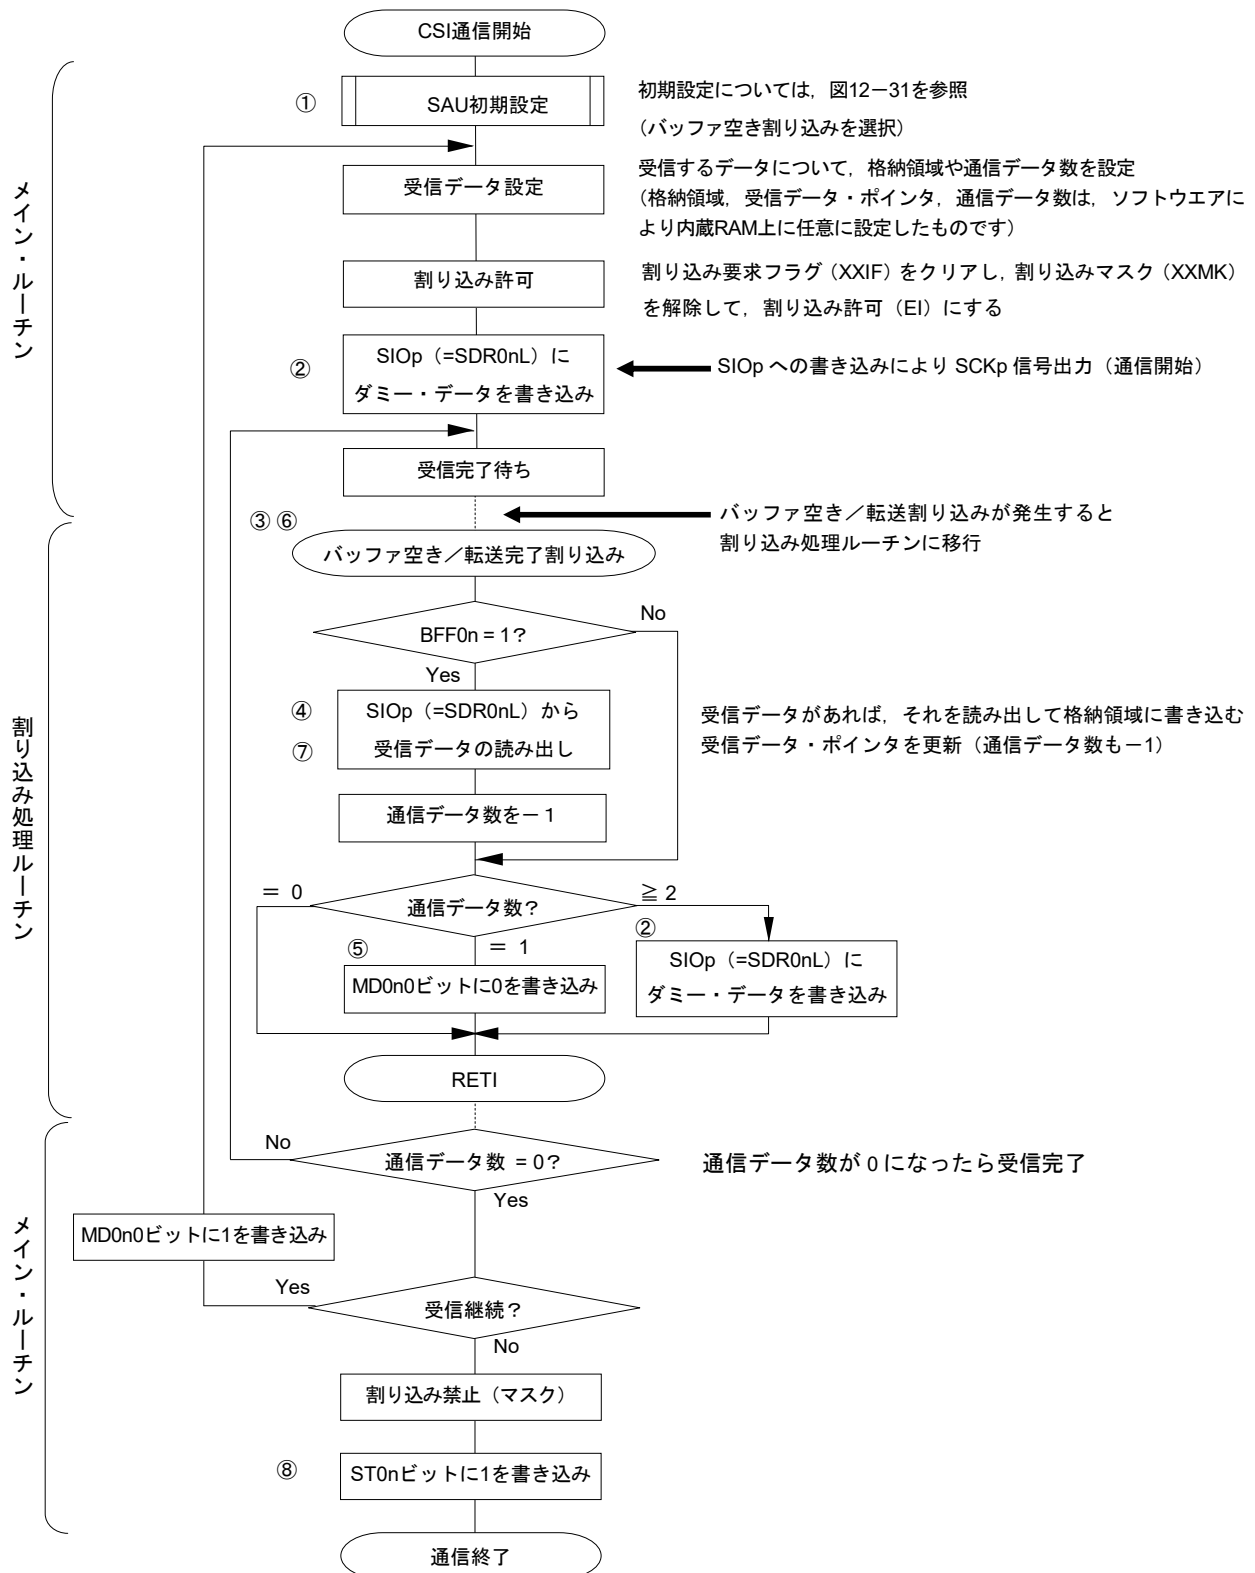 CSI通信開始
メイン・ルーチン
①
SAU初期設定
初期設定については，図12－31を参照
（バッファ空き割り込みを選択）
受信データ設定
受信するデータについて，格納領域や通信データ数を設定
（格納領域，受信データ・ポインタ，通信データ数は，ソフトウエアに
より内蔵RAM上に任意に設定したものです）
割り込み許可
割り込み要求フラグ（XXIF）をクリアし，割り込みマスク（XXMK）
を解除して，割り込み許可（EI）にする
②
SIOp（=SDR0nL）に
ダミー・データを書き込み
SIOp への書き込みにより SCKp 信号出力（通信開始）
受信完了待ち
③ ⑥
バッファ空き／転送割り込みが発生すると
割り込み処理ルーチンに移行
割り込み処理ルーチン
バッファ空き／転送完了割り込み
BFF0n = 1？
No
Yes
④
⑦
SIOp（=SDR0nL）から
受信データの読み出し
受信データがあれば，それを読み出して格納領域に書き込む
受信データ・ポインタを更新（通信データ数も－1）
通信データ数を－１
通信データ数？
＝ 0
≧ 2
＝ 1
⑤
MD0n0ビットに0を書き込み
②
SIOp（=SDR0nL）に
ダミー・データを書き込み
RETI
メイン・ルーチン
通信データ数 = 0？
No
Yes
通信データ数が 0 になったら受信完了
MD0n0ビットに1を書き込み
受信継続？
Yes
No
割り込み禁止（マスク）
⑧
ST0nビットに1を書き込み
通信終了